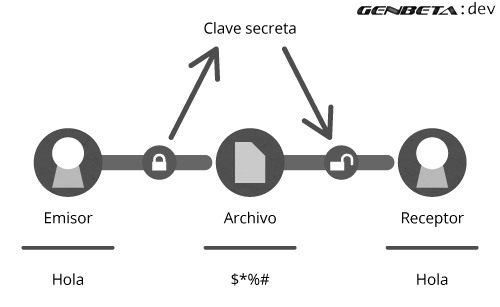 GENBETA:dev
Clave secreta
Emisor
Archivo
Receptor
Hola
$*%#
Hola